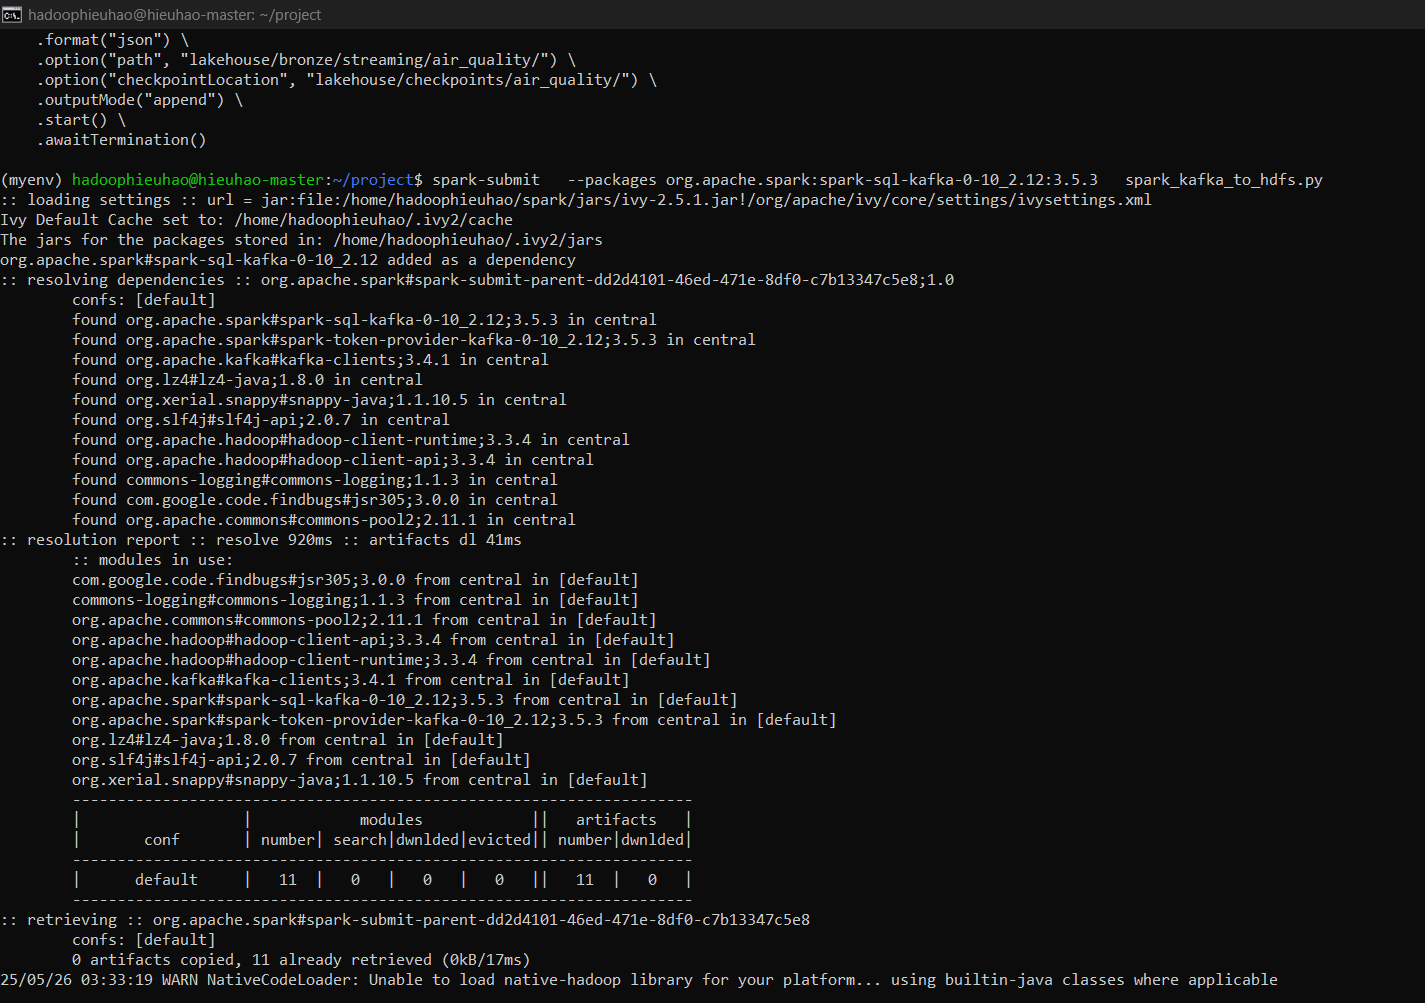 hadoophieuhao@hieuhao-master: ~/project
    .format("json") \
    .option("path", "lakehouse/bronze/streaming/air_quality/") \
    .option("checkpointLocation", "lakehouse/checkpoints/air_quality/") \
    .outputMode("append") \
    .start() \
    .awaitTermination()

(myenv) hadoophieuhao@hieuhao-master:~/project$ spark-submit   --packages org.apache.spark:spark-sql-kafka-0-10_2.12:3.5.3   spark_kafka_to_hdfs.py
:: loading settings :: url = jar:file:/home/hadoophieuhao/spark/jars/ivy-2.5.1.jar!/org/apache/ivy/core/settings/ivysettings.xml
Ivy Default Cache set to: /home/hadoophieuhao/.ivy2/cache
The jars for the packages stored in: /home/hadoophieuhao/.ivy2/jars
org.apache.spark#spark-sql-kafka-0-10_2.12 added as a dependency
:: resolving dependencies :: org.apache.spark#spark-submit-parent-dd2d4101-46ed-471e-8df0-c7b13347c5e8;1.0
        confs: [default]
        found org.apache.spark#spark-sql-kafka-0-10_2.12;3.5.3 in central
        found org.apache.spark#spark-token-provider-kafka-0-10_2.12;3.5.3 in central
        found org.apache.kafka#kafka-clients;3.4.1 in central
        found org.lz4#lz4-java;1.8.0 in central
        found org.xerial.snappy#snappy-java;1.1.10.5 in central
        found org.slf4j#slf4j-api;2.0.7 in central
        found org.apache.hadoop#hadoop-client-runtime;3.3.4 in central
        found org.apache.hadoop#hadoop-client-api;3.3.4 in central
        found commons-logging#commons-logging;1.1.3 in central
        found com.google.code.findbugs#jsr305;3.0.0 in central
        found org.apache.commons#commons-pool2;2.11.1 in central
:: resolution report :: resolve 920ms :: artifacts dl 41ms
        :: modules in use:
        com.google.code.findbugs#jsr305;3.0.0 from central in [default]
        commons-logging#commons-logging;1.1.3 from central in [default]
        org.apache.commons#commons-pool2;2.11.1 from central in [default]
        org.apache.hadoop#hadoop-client-api;3.3.4 from central in [default]
        org.apache.hadoop#hadoop-client-runtime;3.3.4 from central in [default]
        org.apache.kafka#kafka-clients;3.4.1 from central in [default]
        org.apache.spark#spark-sql-kafka-0-10_2.12;3.5.3 from central in [default]
        org.apache.spark#spark-token-provider-kafka-0-10_2.12;3.5.3 from central in [default]
        org.lz4#lz4-java;1.8.0 from central in [default]
        org.slf4j#slf4j-api;2.0.7 from central in [default]
        org.xerial.snappy#snappy-java;1.1.10.5 from central in [default]
        ---------------------------------------------------------------------
        |                  |            modules            ||   artifacts   |
        |       conf       | number| search|dwnlded|evicted|| number|dwnlded|
        ---------------------------------------------------------------------
        |      default     |   11  |   0   |   0   |   0   ||   11  |   0   |
        ---------------------------------------------------------------------
:: retrieving :: org.apache.spark#spark-submit-parent-dd2d4101-46ed-471e-8df0-c7b13347c5e8
        confs: [default]
        0 artifacts copied, 11 already retrieved (0kB/17ms)
25/05/26 03:33:19 WARN NativeCodeLoader: Unable to load native-hadoop library for your platform... using builtin-java classes where applicable